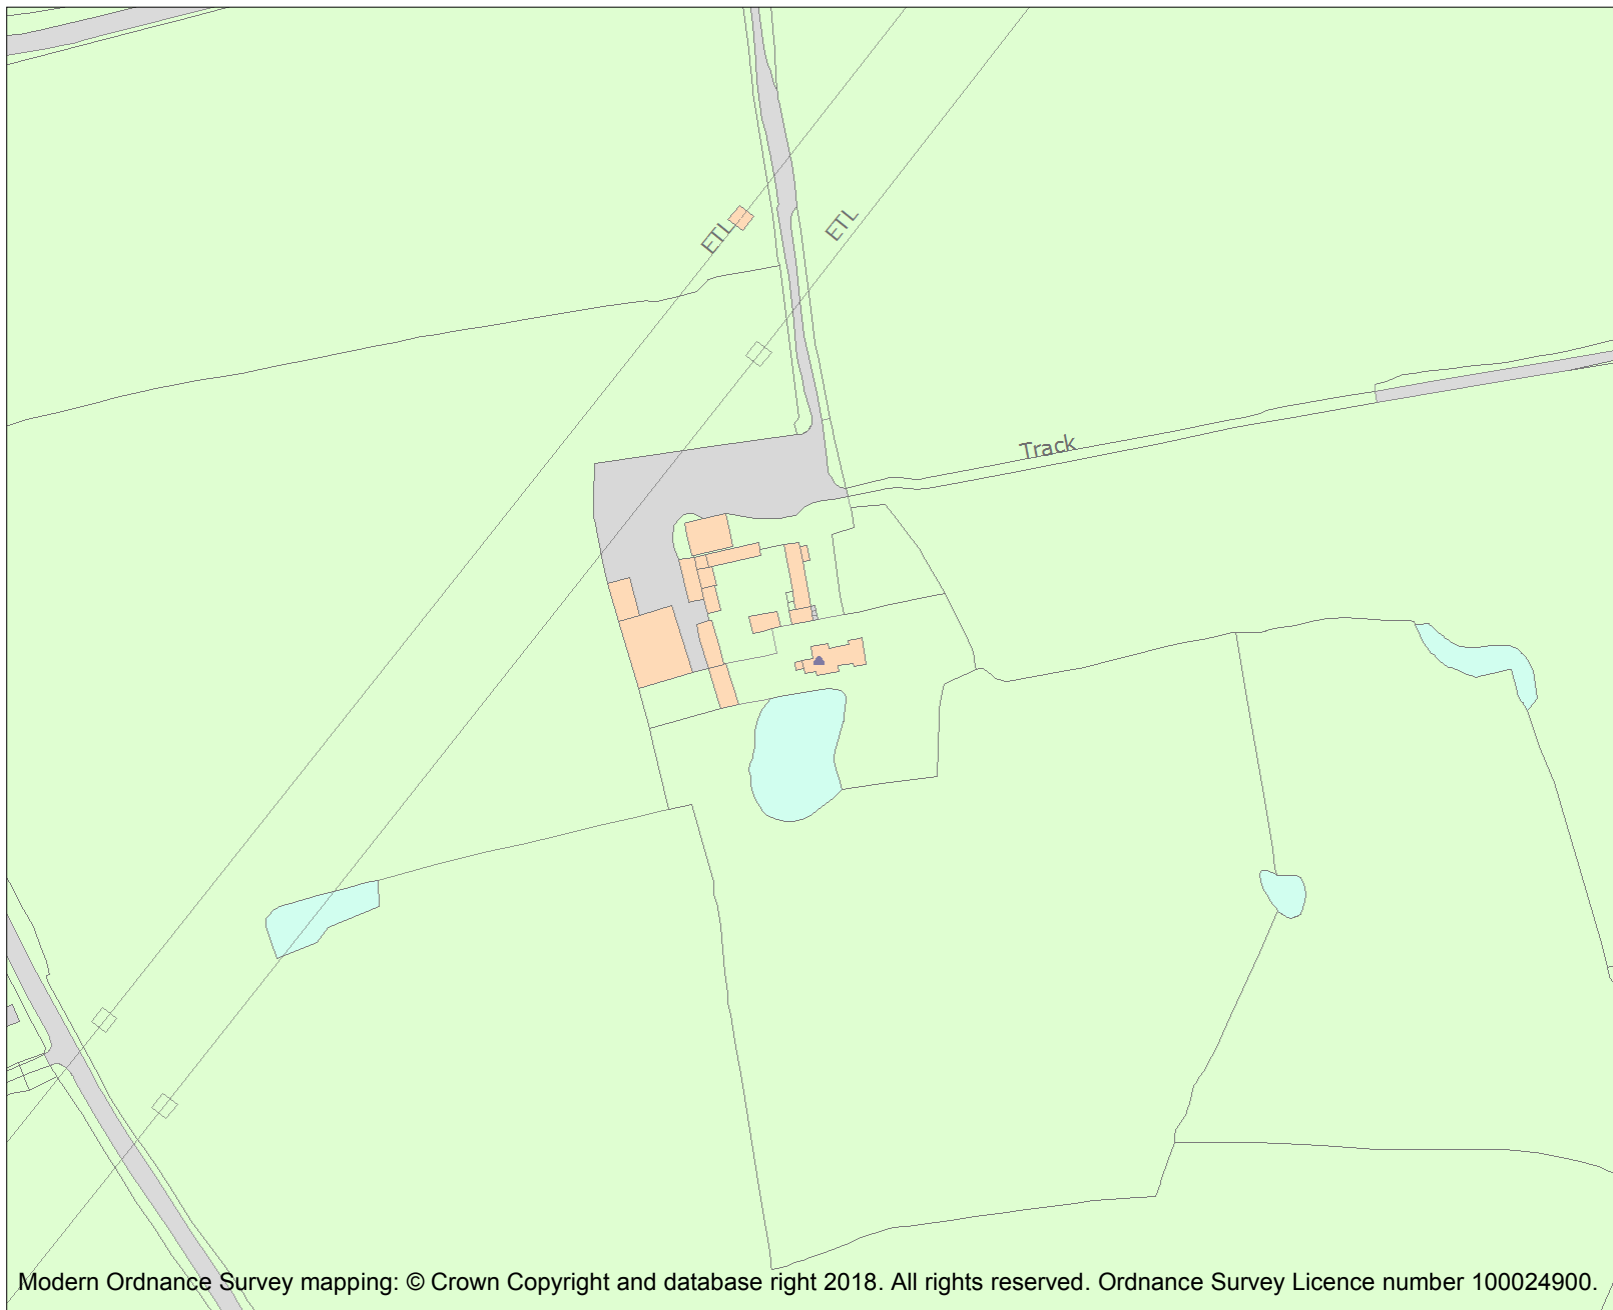 ETL
ETL
Track
Modern Ordnance Survey mapping: © Crown Copyright and database right 2018. All rights reserved. Ordnance Survey Licence number 100024900.